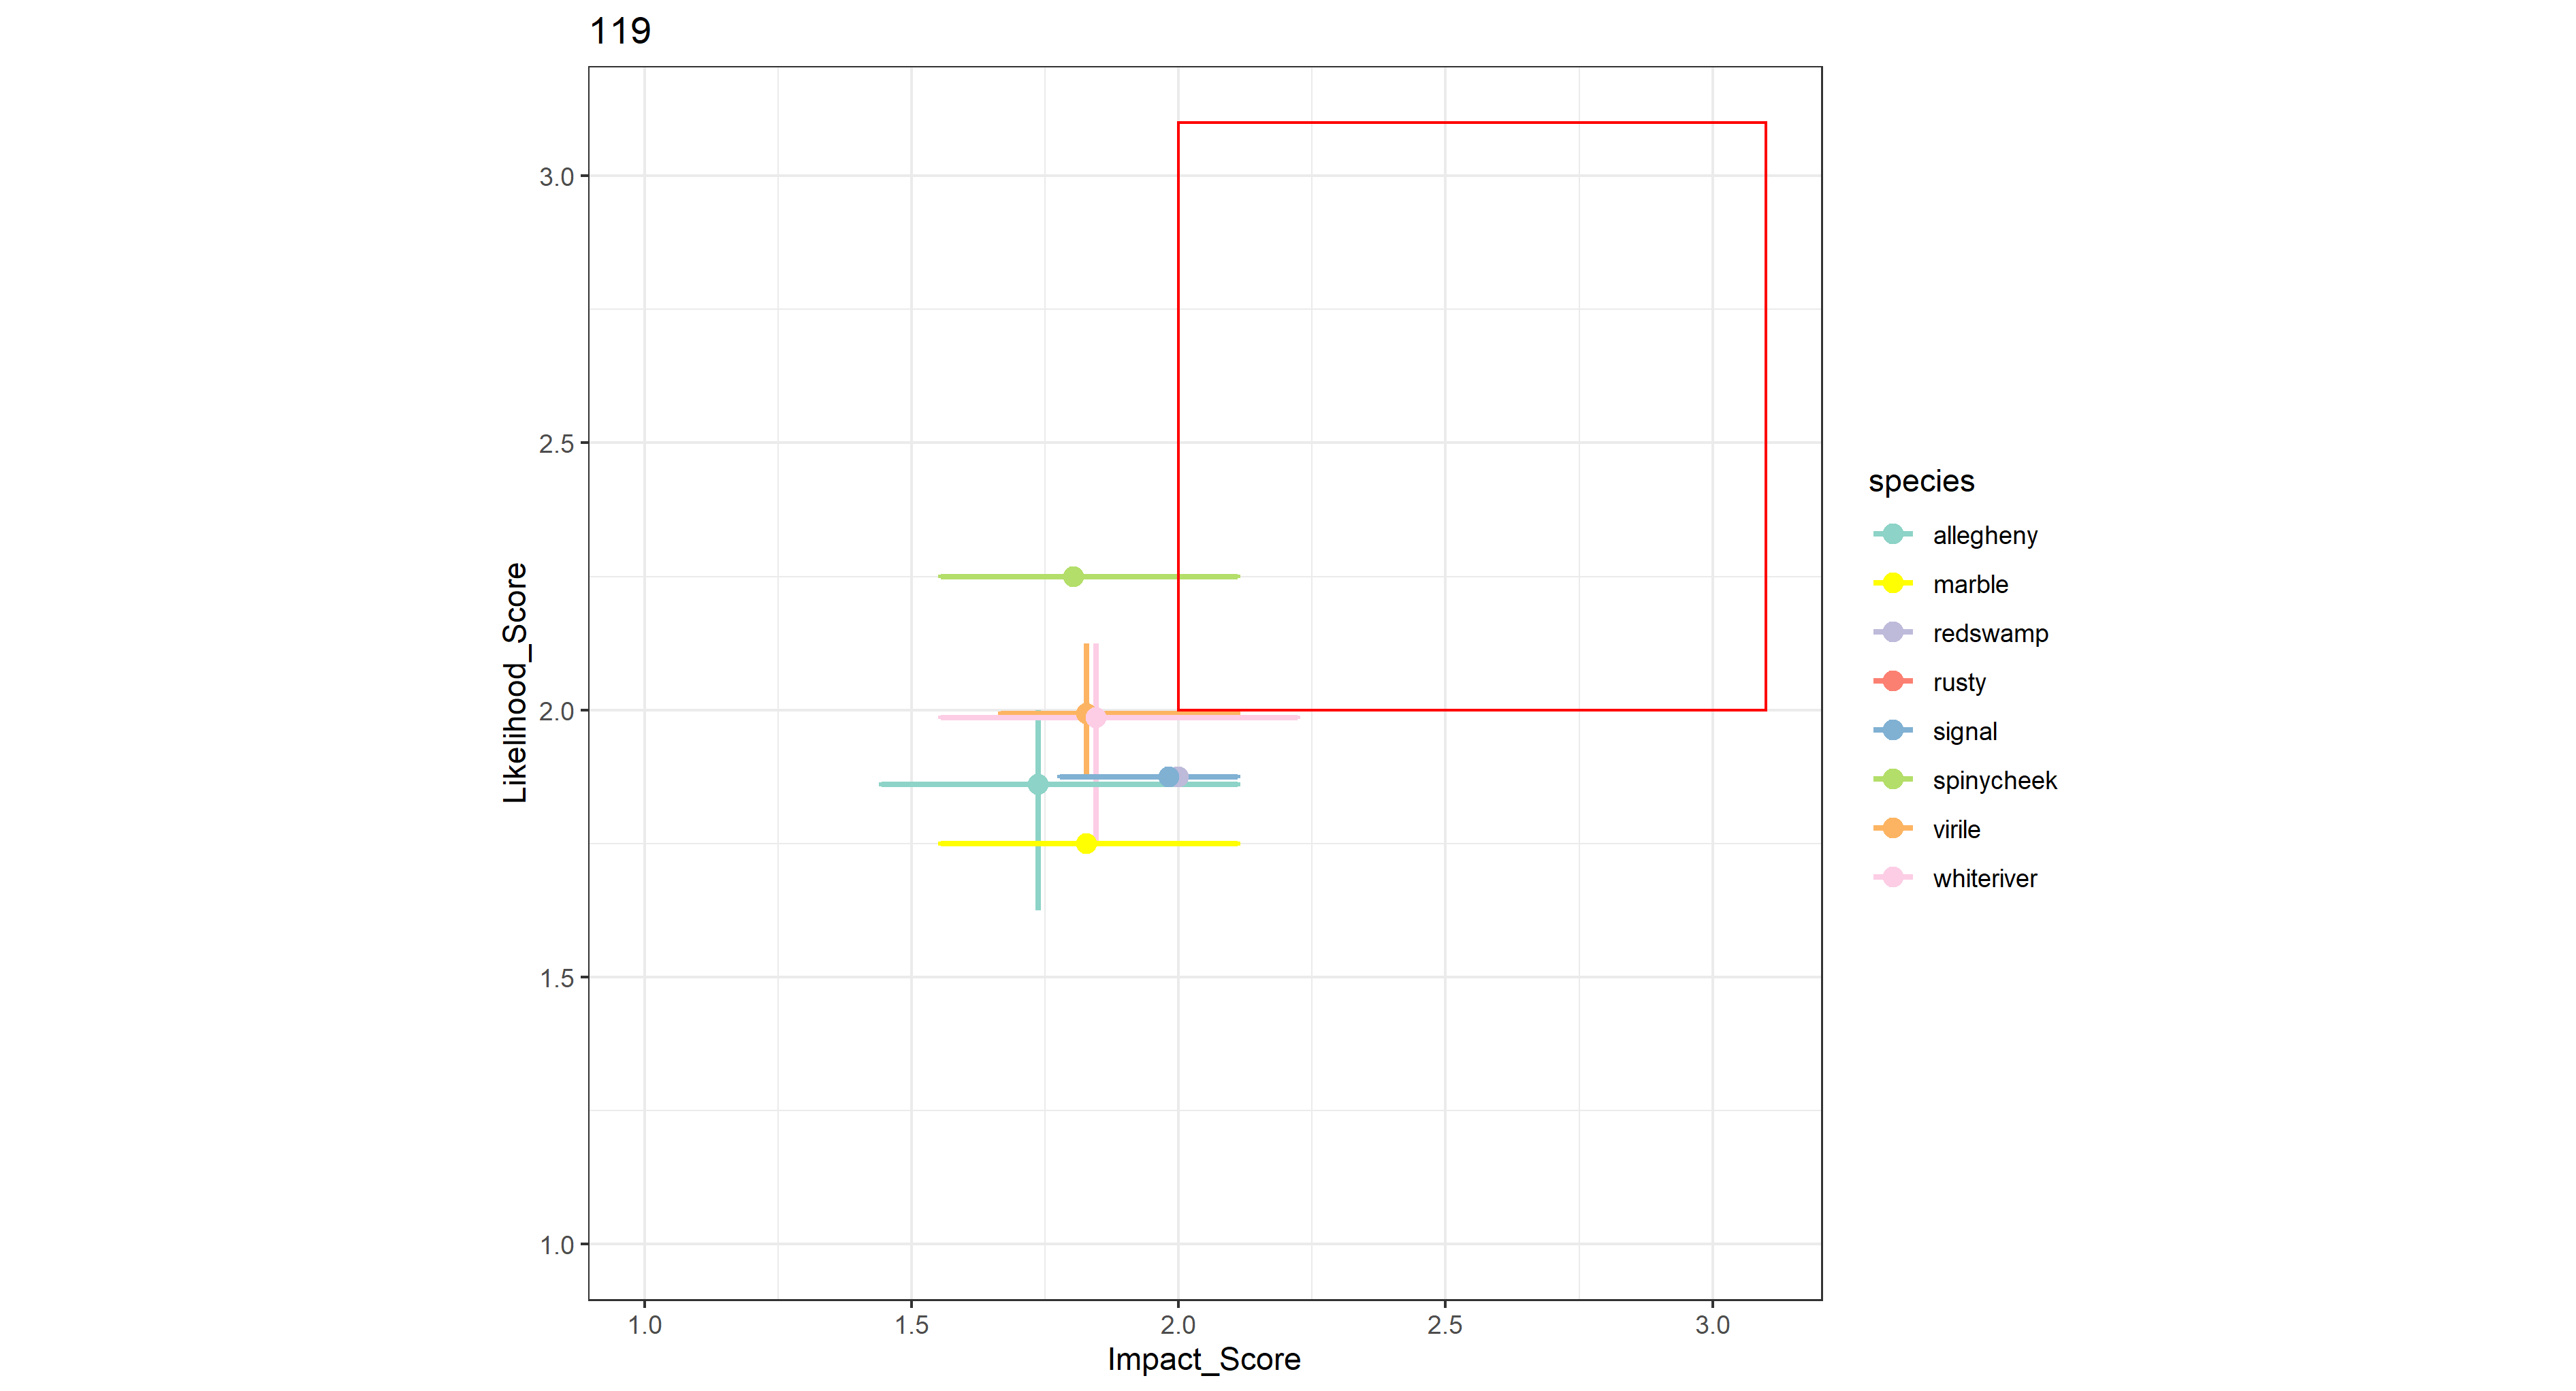 119
3.0
2.5
2.0
1.5
1.0
Likelihood_Score
1.0 1.5 2.0 2.5 3.0
Impact_Score
species
allegheny
marble
redswamp
rusty
signal
spinycheek
virile
whiteriver